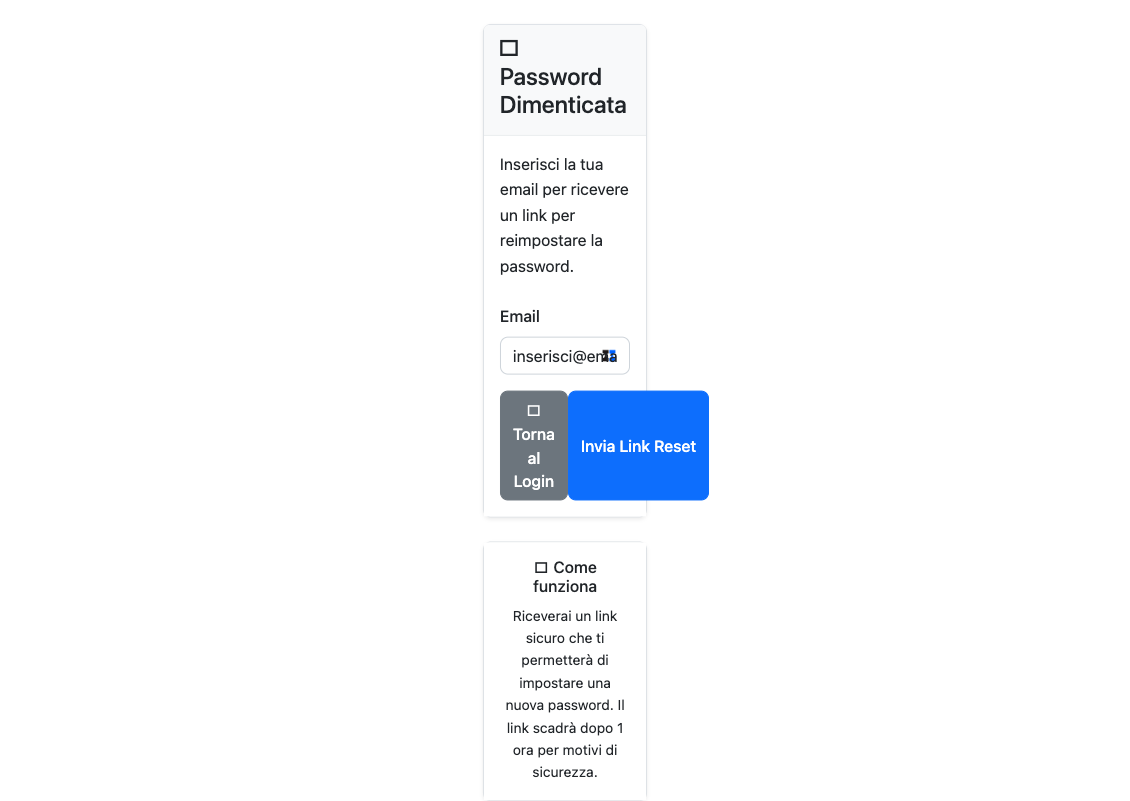 Password
Dimenticata
Inserisci la tua
email per ricevere
un link per
reimpostare la
password.
Email
inserisci@ema
Torna
al
Login
Invia Link Reset
Come
funziona
Riceverai un link
sicuro che ti
permetterà di
impostare una
nuova password. Il
link scadrà dopo 1
ora per motivi di
sicurezza.